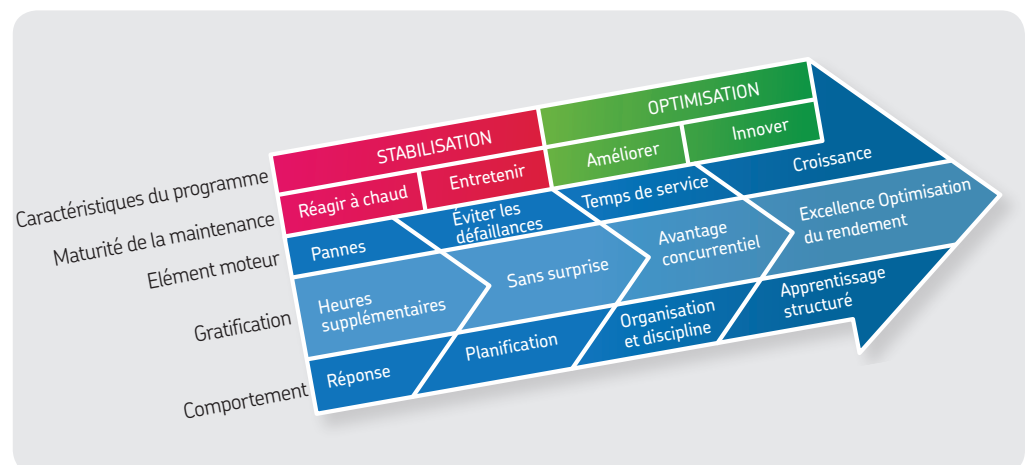 STABILISATION
OPTIMISATION
Caractéristiques du programme
Réagir à chaud
Entretenir
Améliorer
Innover
Maturité de la maintenance
Pannes
Éviter les
défaillances
Temps de service
Croissance
Elément moteur
Heures
supplémentaires
Sans surprise
Avantage
concurrentiel
Excellence Optimisation
du rendement
Gratification
Réponse
Planification
Organisation
et discipline
Apprentissage
structuré
Comportement